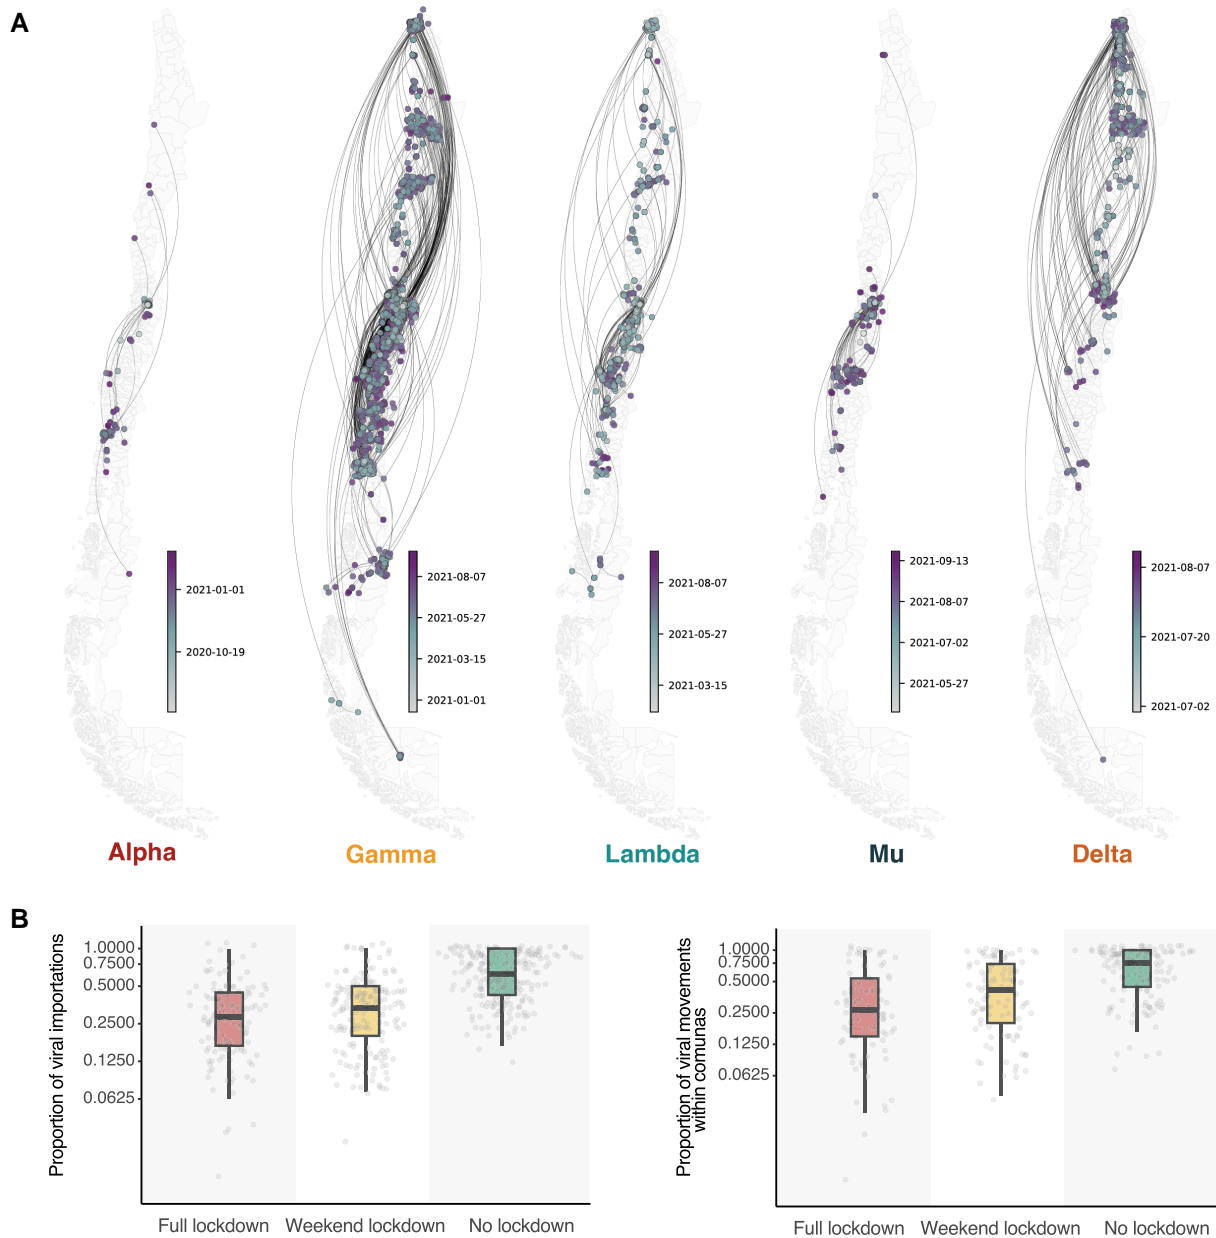 A
2021-01-01
2020-10-19
2021-08-07
2021-05-27
2021-03-15
2021-01-01
2021-08-07
2021-05-27
2021-03-15
2021-09-13
2021-08-07
2021-07-02
2021-05-27
2021-08-07
2021-07-20
2021-07-02
Alpha
Gamma
Lambda
Mu
Delta
B
Proportion of viral importations
1.0000
0.7500
0.5000
0.2500
0.1250
0.0625
Full lockdown
Weekend lockdown
No lockdown
Proportion of viral movements
within comunas
1.0000
0.7500
0.5000
0.2500
0.1250
0.0625
Full lockdown
Weekend lockdown
No lockdown